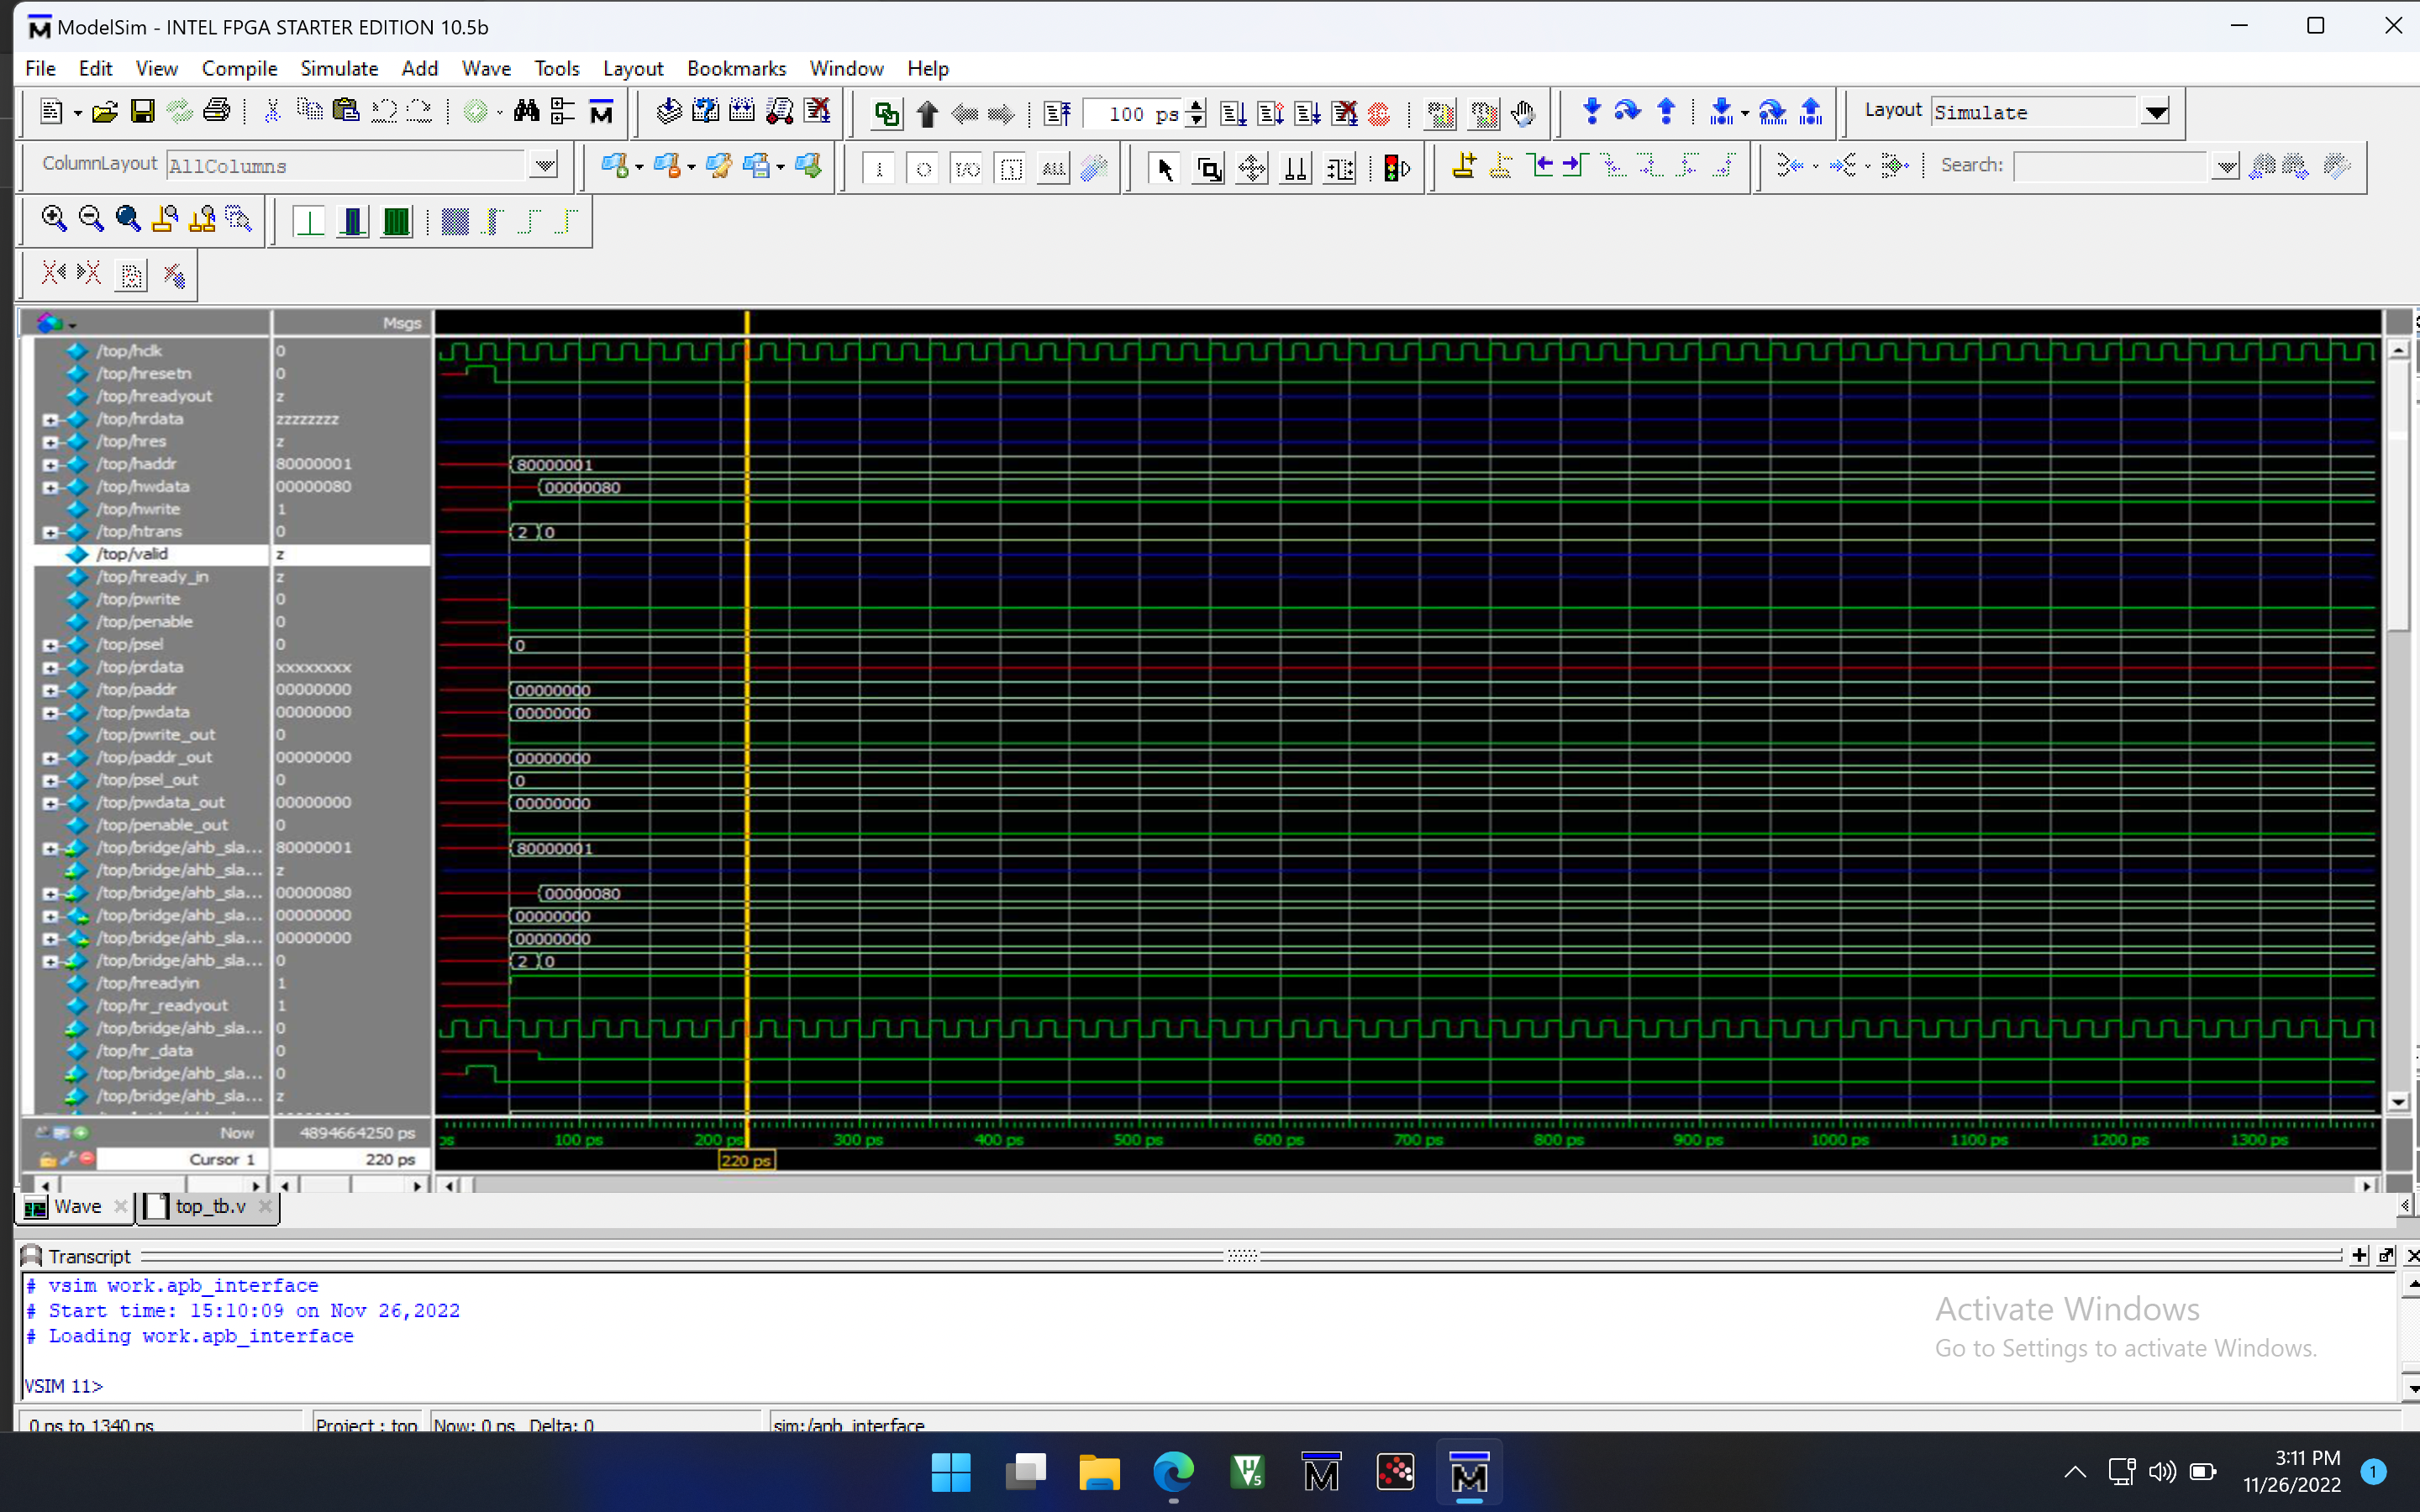 ModelSim - INTEL FPGA STARTER EDITION 10.5b
File Edit View Compile Simulate Add Wave Tools Layout Bookmarks Window Help
100 ps
Layout Simulate
ColumnLayout AllColumns
Search:
Msgs
/top/hclk 0
/top/hresetn 0
/top/hreadyout z
/top/hrdata zzzzzzzz
/top/hres z
/top/haddr 80000001 80000001
/top/hwdata 00000080 00000080
/top/hwrite 1
/top/htrans 0 2 0
/top/valid z
/top/hready_in z
/top/pwrite 0
/top/penable 0
/top/psel 0 0
/top/prdata xxxxxxxx
/top/paddr 00000000 00000000
/top/pwdata 00000000 00000000
/top/pwrite_out 0
/top/paddr_out 00000000 00000000
/top/psel_out 0 0
/top/pwdata_out 00000000 00000000
/top/penable_out 0
/top/bridge/ahb_sla... 80000001 80000001
/top/bridge/ahb_sla... z
/top/bridge/ahb_sla... 00000080 00000080
/top/bridge/ahb_sla... 00000000 00000000
/top/bridge/ahb_sla... 00000000 00000000
/top/bridge/ahb_sla... 0 2 0
/top/hreadyin 1
/top/hr_readyout 1
/top/bridge/ahb_sla... 0
/top/hr_data 0
/top/bridge/ahb_sla... 0
/top/bridge/ahb_sla... z
Now 4894664250 ps
ps 100 ps 200 ps 300 ps 400 ps 500 ps 600 ps 700 ps 800 ps 900 ps 1000 ps 1100 ps 1200 ps 1300 ps
Cursor 1 220 ps 220 ps
Wave top_tb.v
Transcript
# vsim work.apb_interface
# Start time: 15:10:09 on Nov 26,2022
# Loading work.apb_interface
VSIM 11>
Activate Windows
Go to Settings to activate Windows.
0 ps to 1340 ps Project : top Now: 0 ps Delta: 0 sim:/apb_interface
3:11 PM
11/26/2022
1